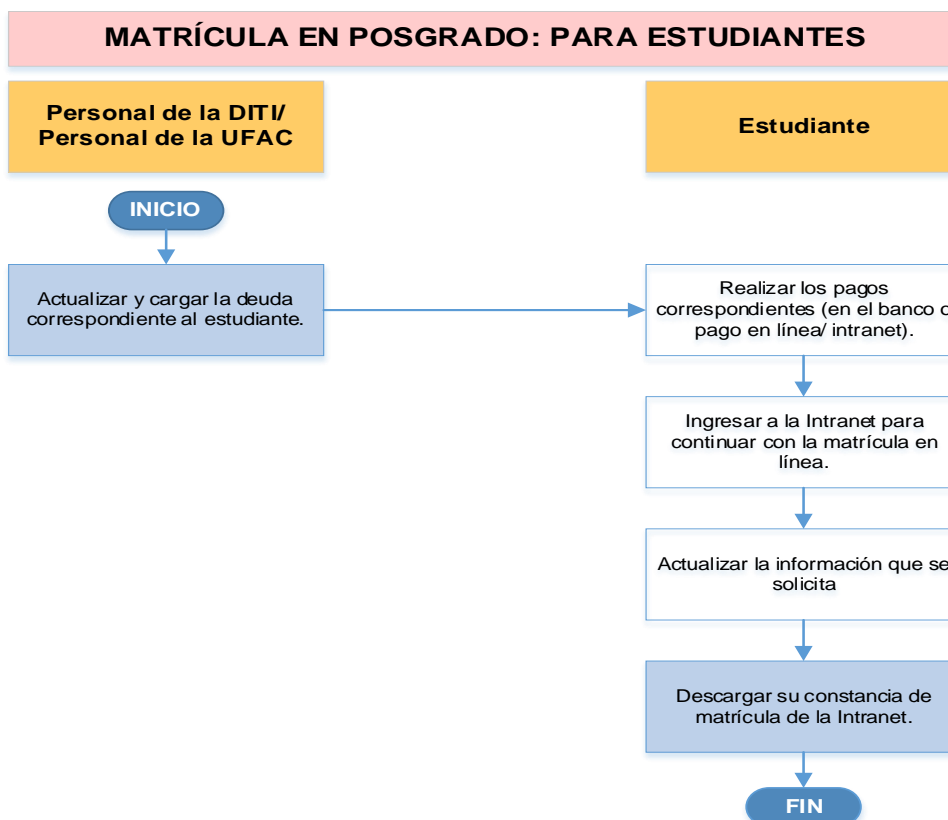 MATRÍCULA EN POSGRADO: PARA ESTUDIANTES
Personal de la DITI/
Personal de la UFAC
Estudiante
INICIO
Actualizar y cargar la deuda
correspondiente al estudiante.
Realizar los pagos
correspondientes (en el banco o
pago en línea/ intranet).
Ingresar a la Intranet para
continuar con la matrícula en
línea.
Actualizar la información que se
solicita
Descargar su constancia de
matrícula de la Intranet.
FIN